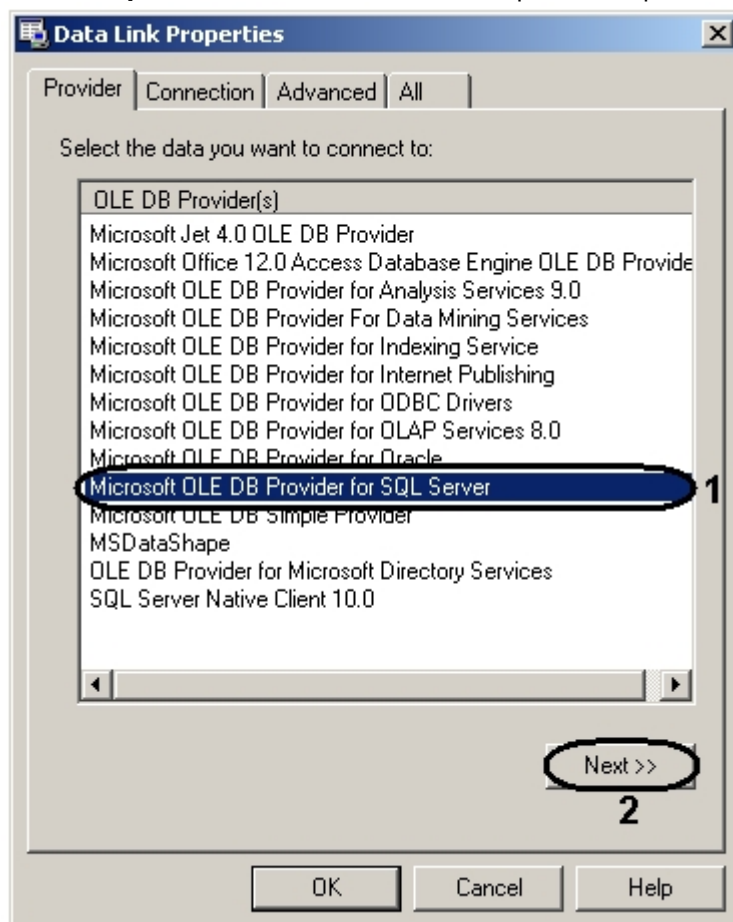 Data Link Properties
Provider Connection Advanced All
Select the data you want to connect to:
OLE DB Provider(s)
Microsoft Jet 4.0 OLE DB Provider
Microsoft Office 12.0 Access Database Engine OLE DB Provide
Microsoft OLE DB Provider for Analysis Services 9.0
Microsoft OLE DB Provider For Data Mining Services
Microsoft OLE DB Provider for Indexing Service
Microsoft OLE DB Provider for Internet Publishing
Microsoft OLE DB Provider for ODBC Drivers
Microsoft OLE DB Provider for OLAP Services 8.0
Microsoft OLE DB Provider for Oracle
Microsoft OLE DB Provider for SQL Server 1
Microsoft OLE DB Simple Provider
MSDataShape
OLE DB Provider for Microsoft Directory Services
SQL Server Native Client 10.0
Next >>
2
OK Cancel Help